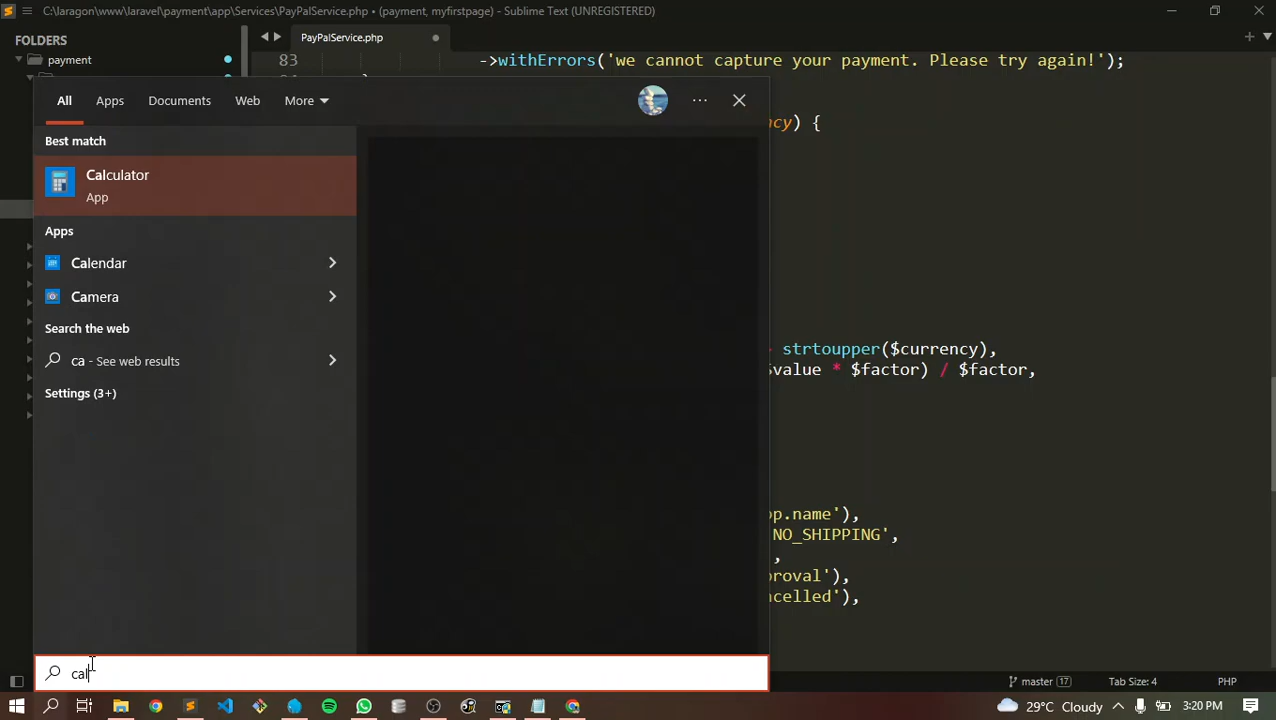 C:\laragon\www\laravel\payment\app\Services\PayPalService.php • (payment, myfirstpage) - Sublime Text (UNREGISTERED)
FOLDERS
payment
PayPalService.php
83 ->withErrors('we cannot capture your payment. Please try again!');
cy) {
strtoupper($currency),
$value * $factor) / $factor,
p.name'),
NO_SHIPPING',
,
proval'),
ncelled'),
All Apps Documents Web More
Best match
Calculator
App
Apps
Calendar
Camera
Search the web
ca - See web results
Settings (3+)
cal
master 17 Tab Size: 4 PHP
29°C Cloudy 3:20 PM